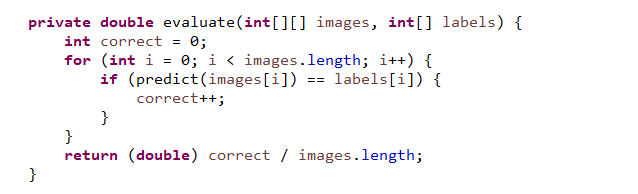 private double evaluate(int[][] images, int[] labels) {
    int correct = 0;
    for (int i = 0; i < images.length; i++) {
        if (predict(images[i]) == labels[i]) {
            correct++;
        }
    }
    return (double) correct / images.length;
}